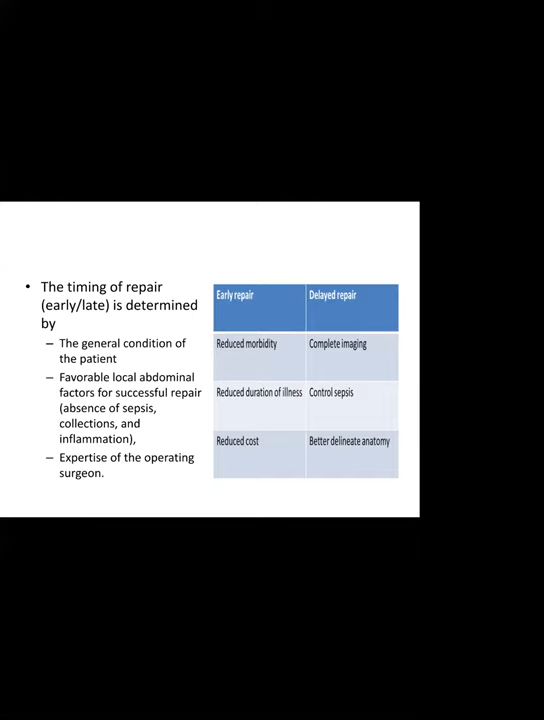 • The timing of repair
(early/late) is determined
by
– The general condition of
the patient
– Favorable local abdominal
factors for successful repair
(absence of sepsis,
collections, and
inflammation),
– Expertise of the operating
surgeon.
Early repair Delayed repair
Reduced morbidity Complete imaging
Reduced duration of illness Control sepsis
Reduced cost Better delineate anatomy